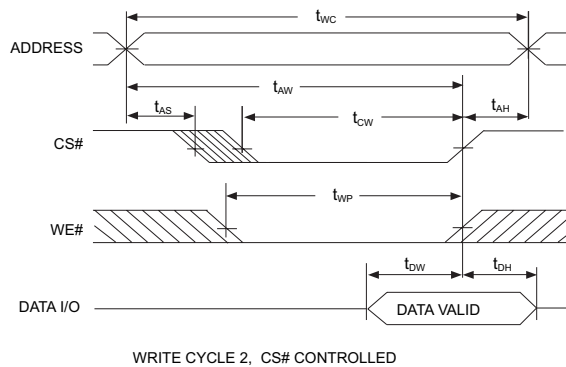 tWC
ADDRESS
tAW
tAS
tCW
tAH
CS#
tWP
WE#
tDW
tDH
DATA I/O
DATA VALID
WRITE CYCLE 2, CS# CONTROLLED